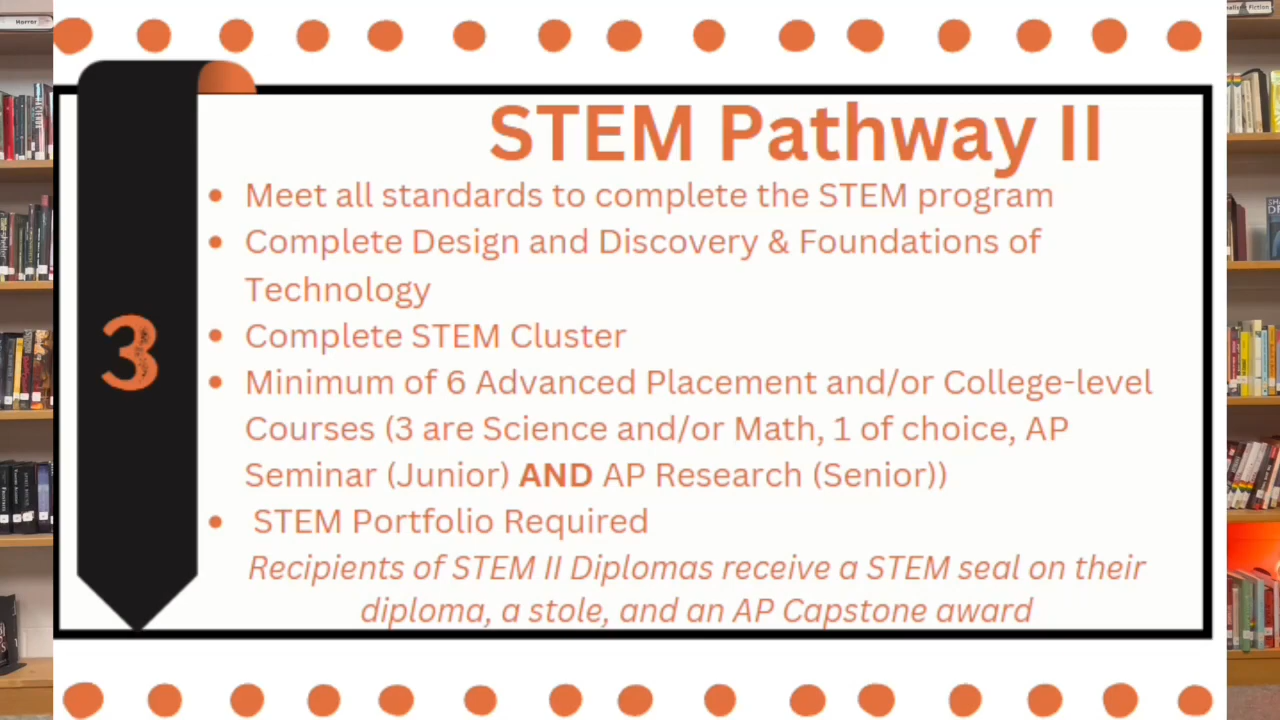 Horror
Fiction
STEM Pathway II
• Meet all standards to complete the STEM program
• Complete Design and Discovery & Foundations of
Technology
3
• Complete STEM Cluster
• Minimum of 6 Advanced Placement and/or College-level
Courses (3 are Science and/or Math, 1 of choice, AP
Seminar (Junior) AND AP Research (Senior))
• STEM Portfolio Required
Recipients of STEM II Diplomas receive a STEM seal on their
diploma, a stole, and an AP Capstone award